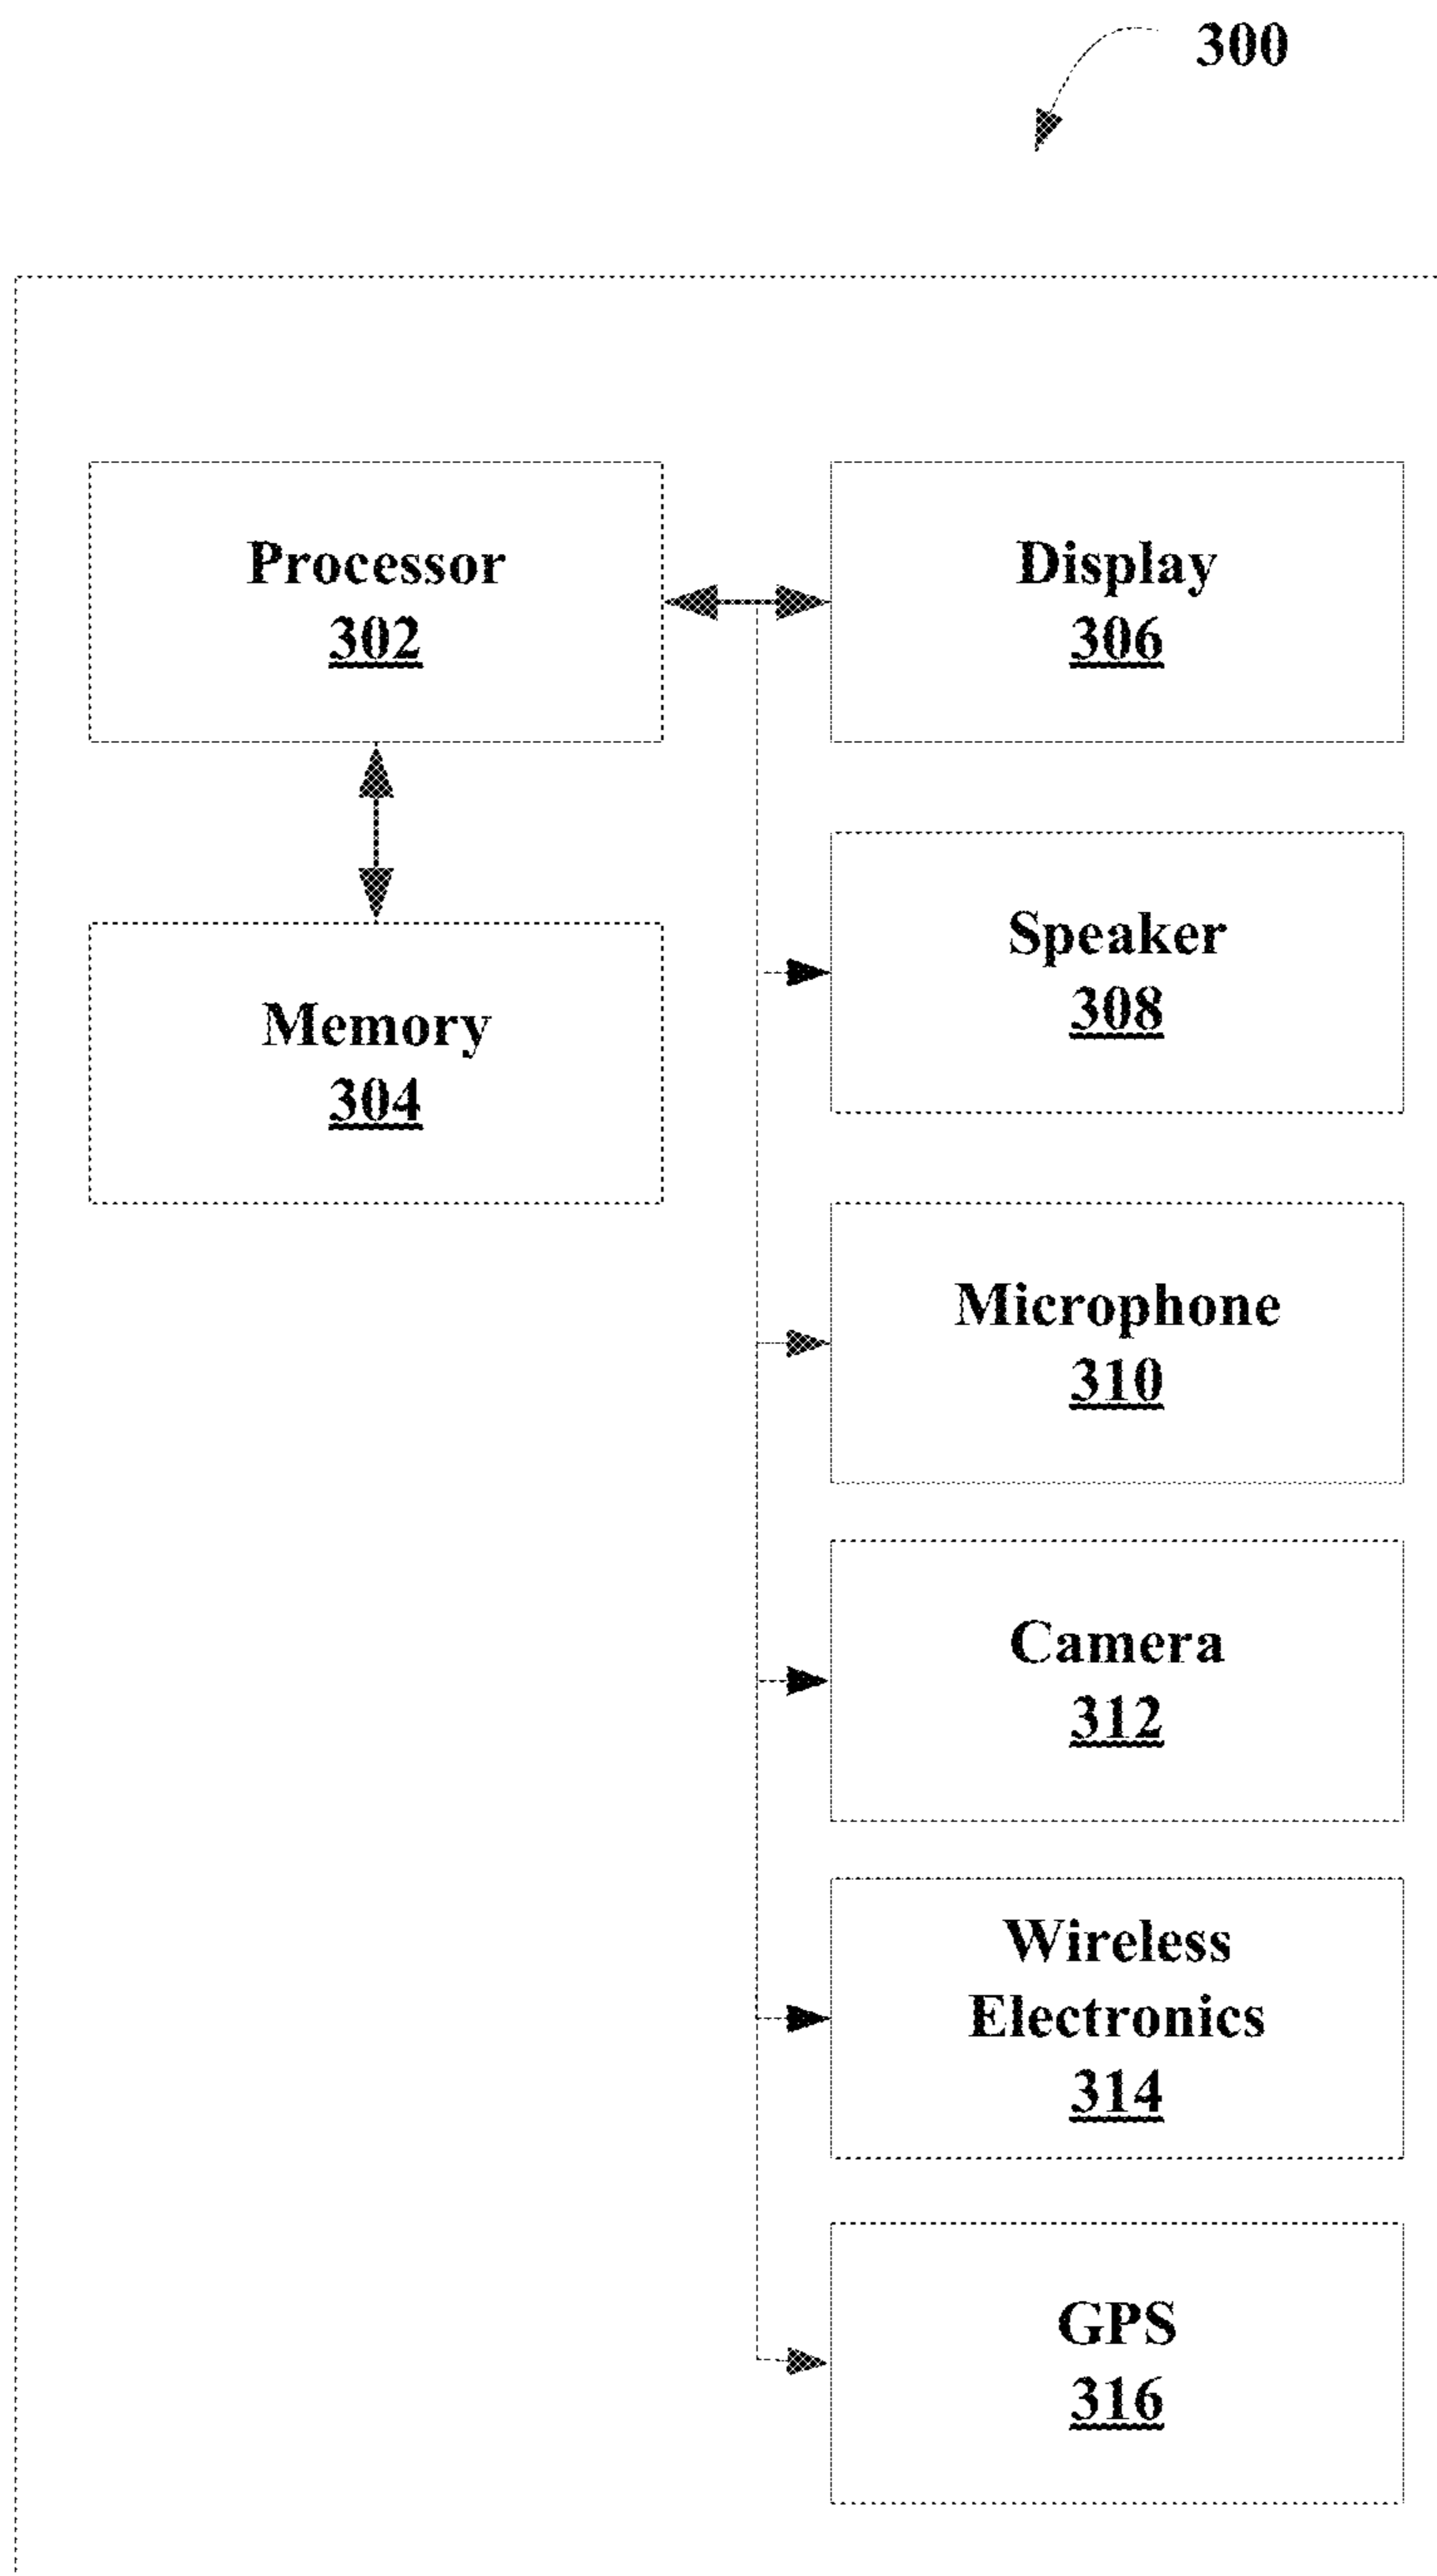 300
Processor
302
Memory
304
Display
306
Speaker
308
Microphone
310
Camera
312
Wireless
Electronics
314
GPS
316